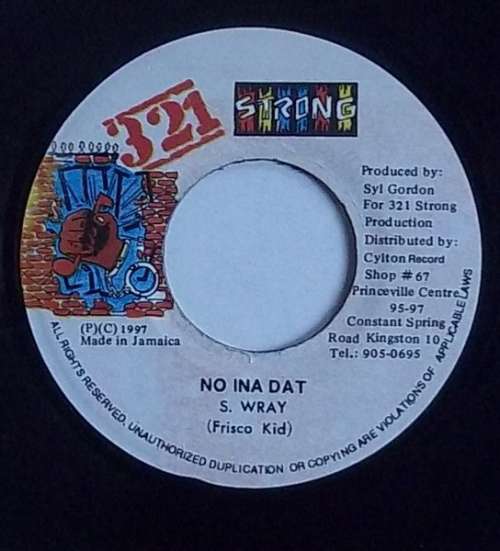 321
STRONG
Produced by:
Syl Gordon
For 321 Strong
Production
Distributed by:
Cylton Record
Shop #67
Princeville Centre
95-97
Constant Spring
Road Kingston 10
Tel.: 905-0695
(P)(C) 1997
Made in Jamaica
NO INA DAT
S. WRAY
(Frisco Kid)
ALL RIGHTS RESERVED. UNAUTHORIZED DUPLICATION OR COPYING ARE VIOLATIONS OF APPLICABLE LAWS